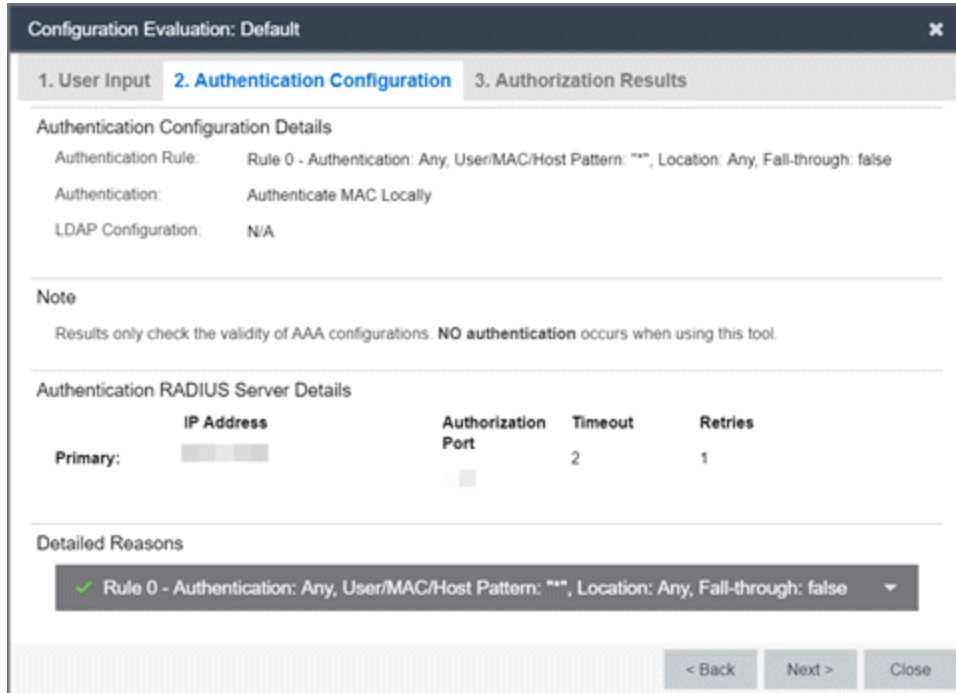 Configuration Evaluation: Default
1. User Input 2. Authentication Configuration 3. Authorization Results
Authentication Configuration Details
Authentication Rule: Rule 0 - Authentication: Any, User/MAC/Host Pattern: "*", Location: Any, Fall-through: false
Authentication: Authenticate MAC Locally
LDAP Configuration: N/A
Note
Results only check the validity of AAA configurations. NO authentication occurs when using this tool.
Authentication RADIUS Server Details
IP Address Authorization Port Timeout Retries
Primary: 2 1
Detailed Reasons
Rule 0 - Authentication: Any, User/MAC/Host Pattern: "*", Location: Any, Fall-through: false
< Back Next > Close